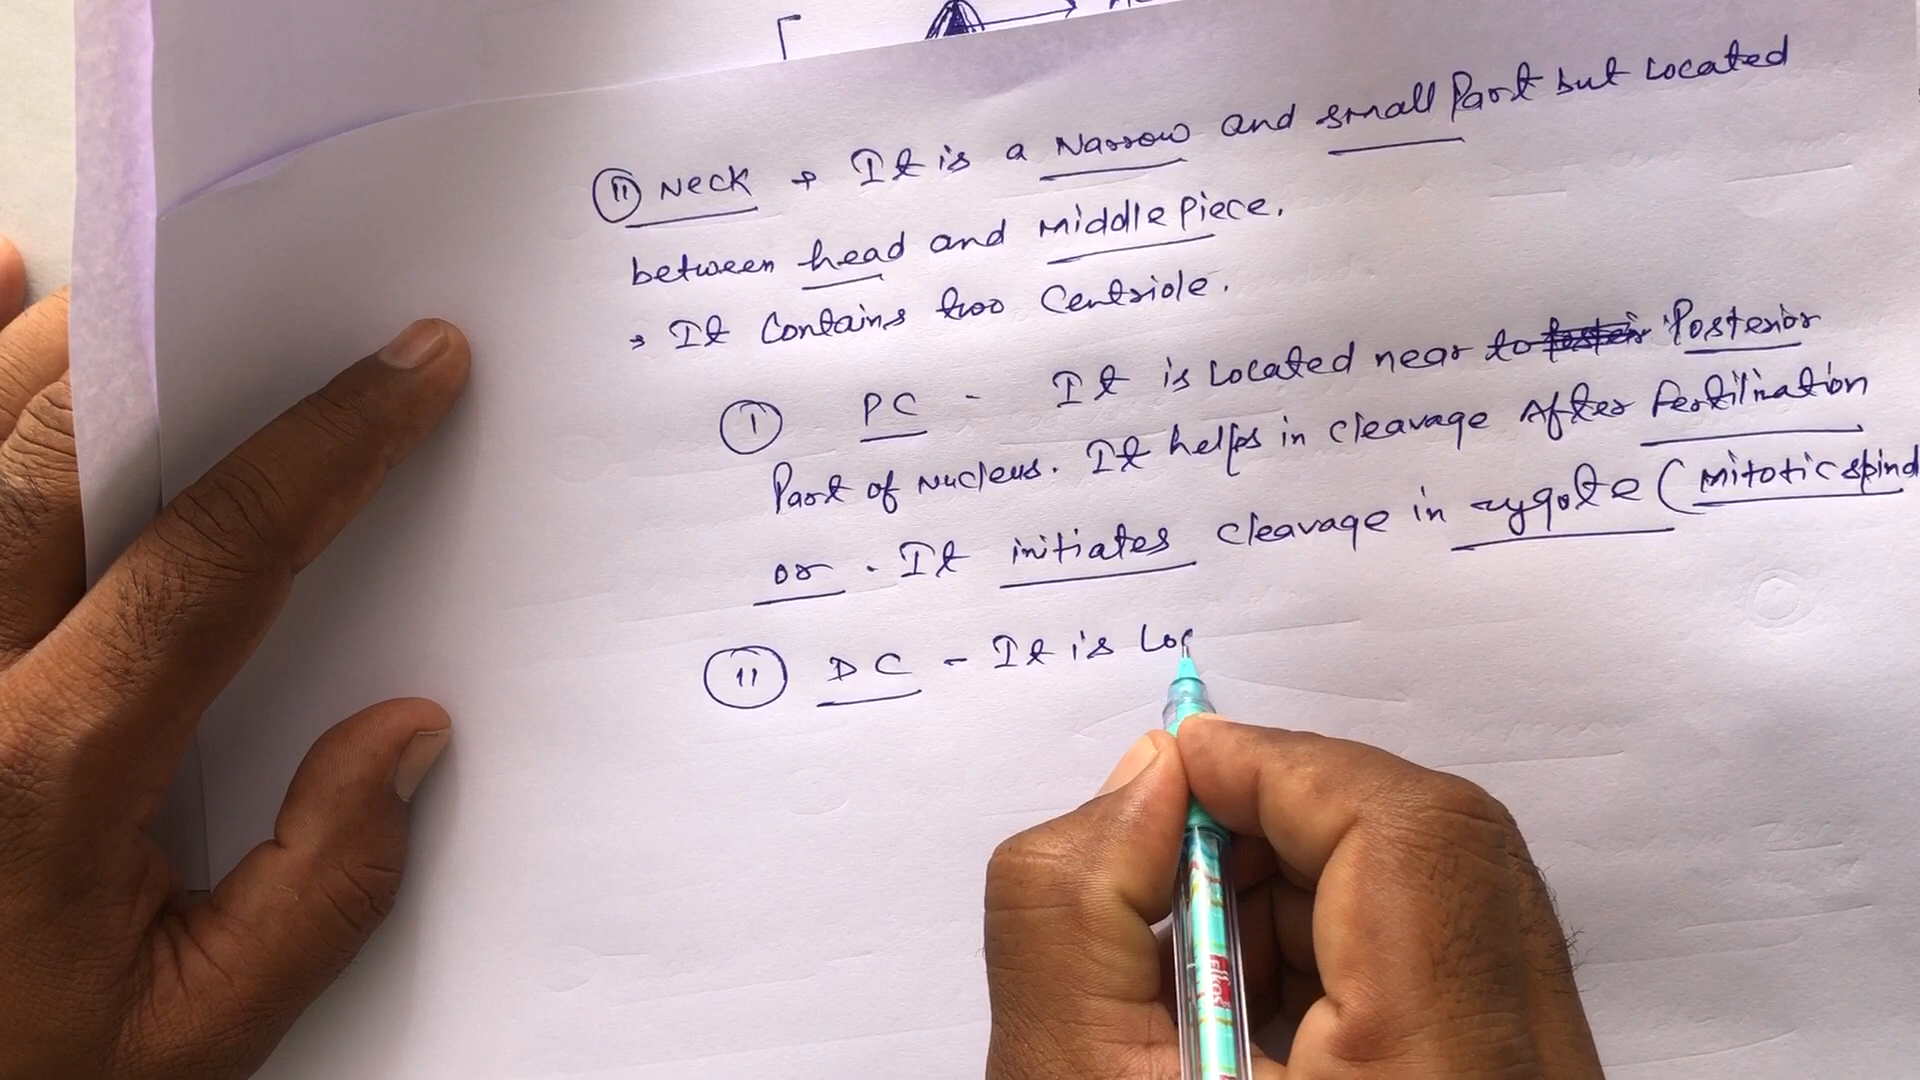 II Neck → It is a Narrow and small Part but Located
between head and middle Piece.
→ It Contains two Centriole.
I PC - It is Located near to Posterior
Part of Nucleus. It helps in cleavage After Fertilization
or . It initiates cleavage in zygote (Mitotic spind
II DC - It is Loc
Elkos